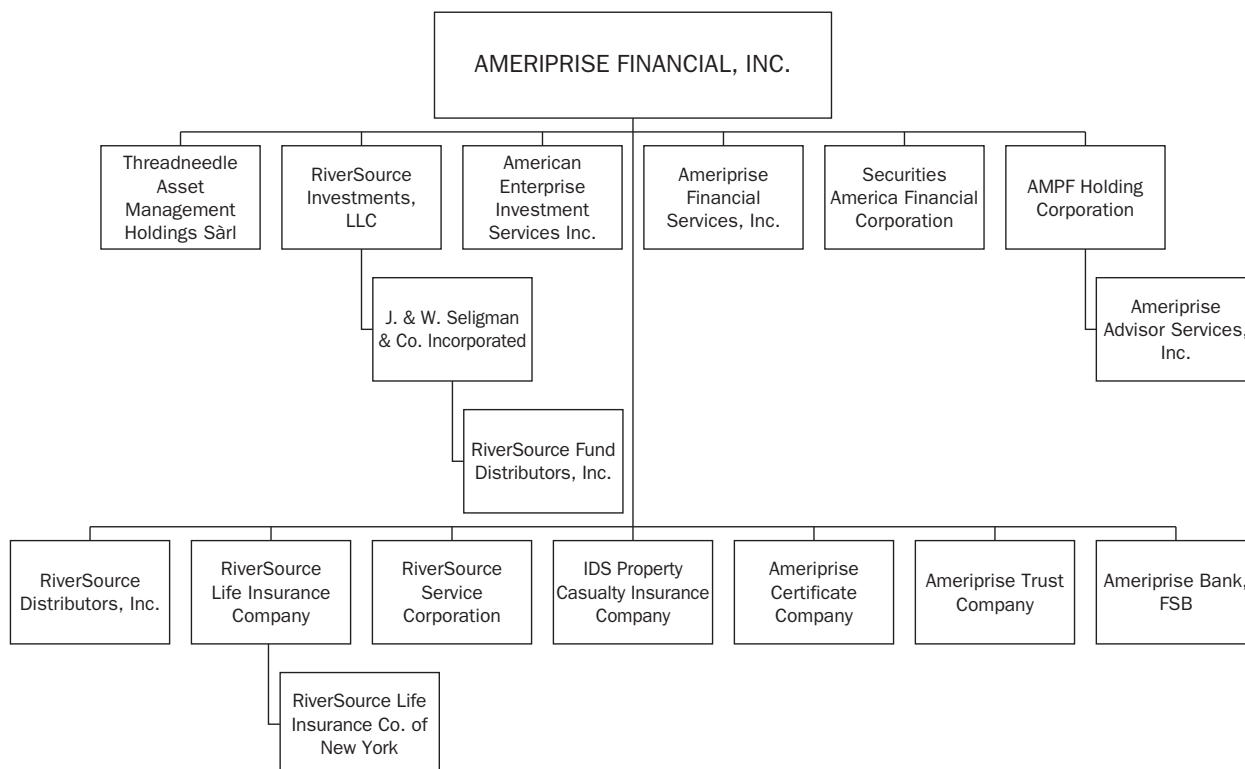 AMERIPRISE FINANCIAL, INC.
Threadneedle
Asset
Management
Holdings Sàrl
RiverSource
Investments,
LLC
American
Enterprise
Investment
Services Inc.
Ameriprise
Financial
Services, Inc.
Securities
America Financial
Corporation
AMPF Holding
Corporation
J. & W. Seligman
& Co. Incorporated
Ameriprise
Advisor Services,
Inc.
RiverSource Fund
Distributors, Inc.
RiverSource
Distributors, Inc.
RiverSource
Life Insurance
Company
RiverSource
Service
Corporation
IDS Property
Casualty Insurance
Company
Ameriprise
Certificate
Company
Ameriprise Trust
Company
Ameriprise Bank,
FSB
RiverSource Life
Insurance Co. of
New York